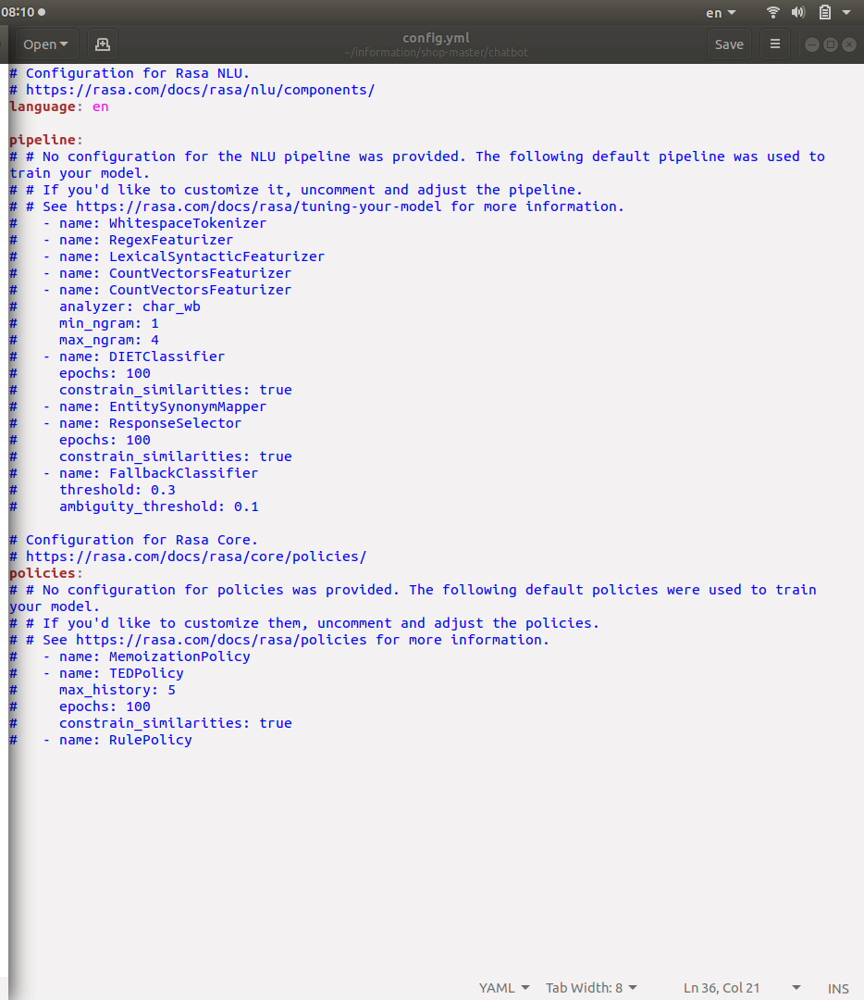 08:10
en
Open
config.yml
~/information/shop-master/chatbot
Save
# Configuration for Rasa NLU.
# https://rasa.com/docs/rasa/nlu/components/
language: en
pipeline:
# # No configuration for the NLU pipeline was provided. The following default pipeline was used to
train your model.
# # If you'd like to customize it, uncomment and adjust the pipeline.
# # See https://rasa.com/docs/rasa/tuning-your-model for more information.
#   - name: WhitespaceTokenizer
#   - name: RegexFeaturizer
#   - name: LexicalSyntacticFeaturizer
#   - name: CountVectorsFeaturizer
#   - name: CountVectorsFeaturizer
#     analyzer: char_wb
#     min_ngram: 1
#     max_ngram: 4
#   - name: DIETClassifier
#     epochs: 100
#     constrain_similarities: true
#   - name: EntitySynonymMapper
#   - name: ResponseSelector
#     epochs: 100
#     constrain_similarities: true
#   - name: FallbackClassifier
#     threshold: 0.3
#     ambiguity_threshold: 0.1
# Configuration for Rasa Core.
# https://rasa.com/docs/rasa/core/policies/
policies:
# # No configuration for policies was provided. The following default policies were used to train
your model.
# # If you'd like to customize them, uncomment and adjust the policies.
# # See https://rasa.com/docs/rasa/policies for more information.
#   - name: MemoizationPolicy
#   - name: TEDPolicy
#     max_history: 5
#     epochs: 100
#     constrain_similarities: true
#   - name: RulePolicy
YAML
Tab Width: 8
Ln 36, Col 21
INS